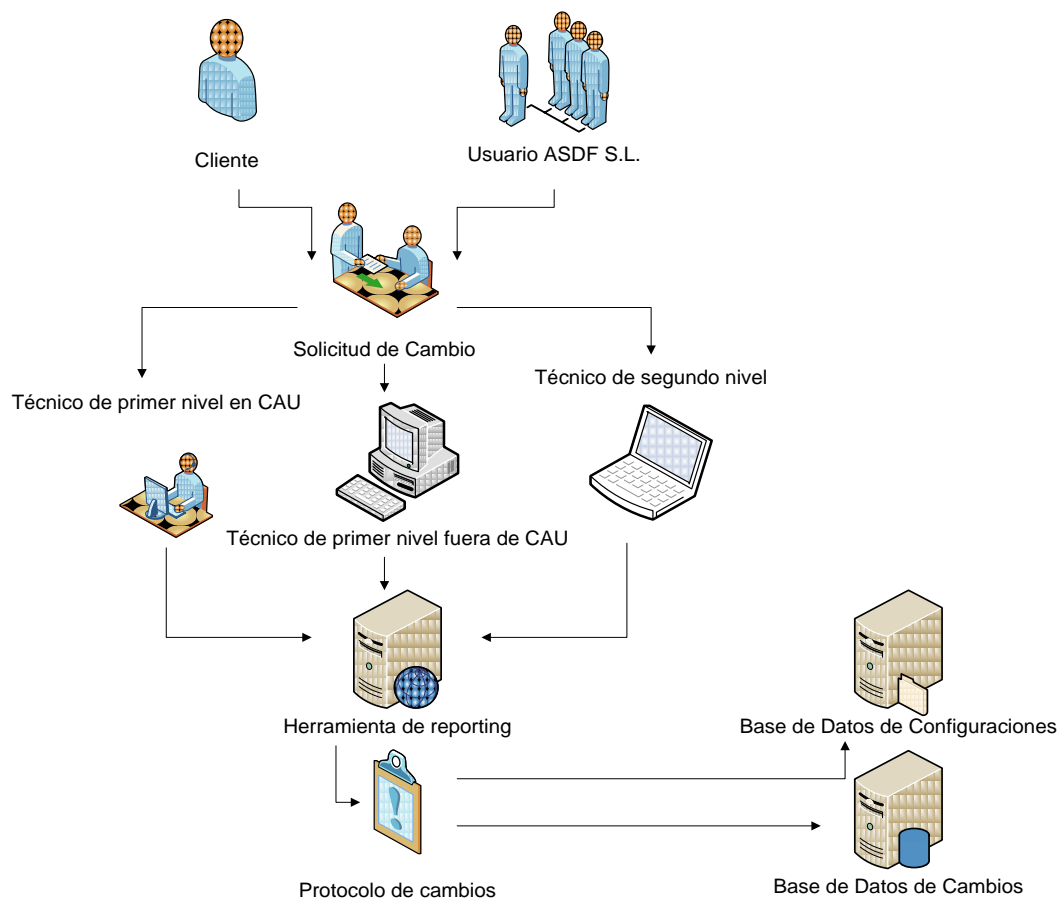 Cliente
Usuario ASDF S.L.
Solicitud de Cambio
Técnico de segundo nivel
Técnico de primer nivel en CAU
Técnico de primer nivel fuera de CAU
Herramienta de reporting
Base de Datos de Configuraciones
Protocolo de cambios
Base de Datos de Cambios